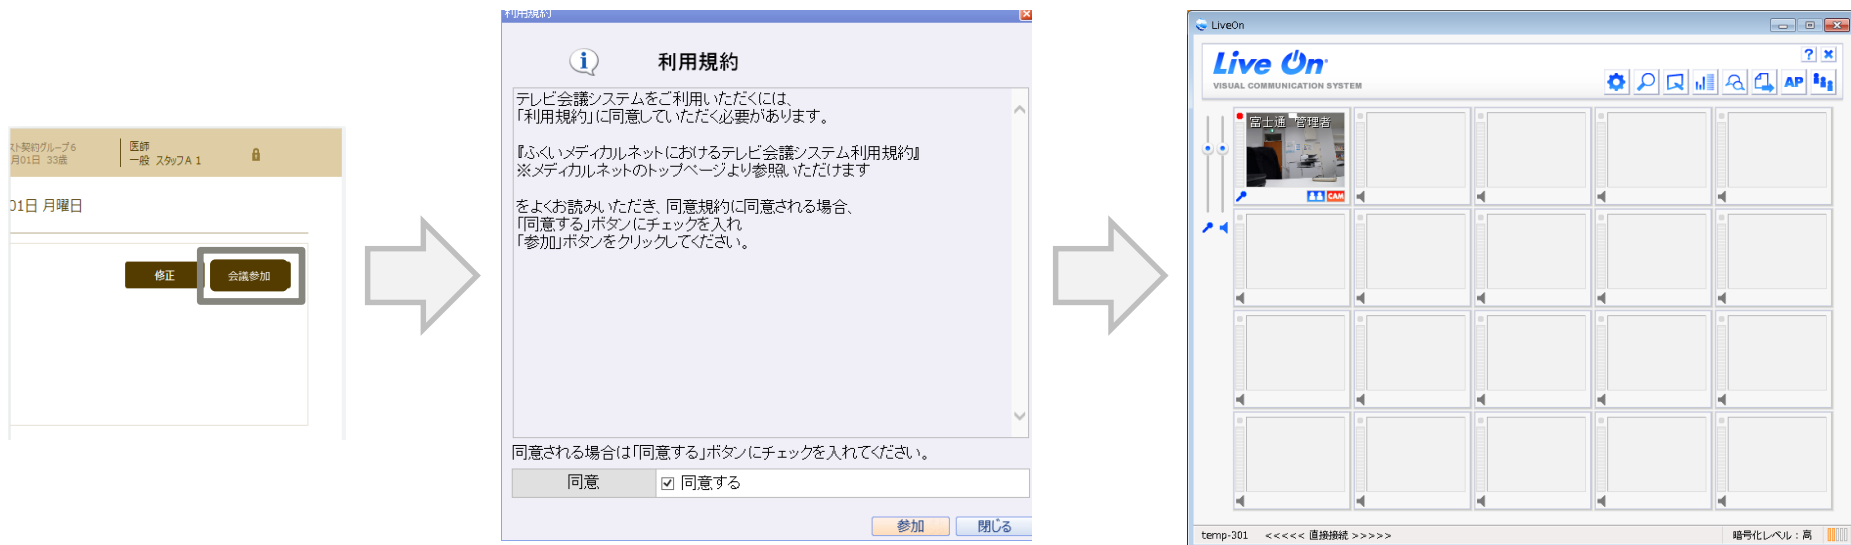 スト契約グループ6
月01日 33歳
医師
一般 スタッフA 1
01日 月曜日
修正
会議参加
利用規約
利用規約
テレビ会議システムをご利用いただくには、
「利用規約」に同意していただく必要があります。
『ふくいメディカルネットにおけるテレビ会議システム利用規約』
※メディカルネットのトップページより参照いただけます
をよくお読みいただき、同意規約に同意される場合、
「同意する」ボタンにチェックを入れ
「参加」ボタンをクリックしてください。
同意される場合は「同意する」ボタンにチェックを入れてください。
同意
同意する
参加
閉じる
LiveOn
Live On
VISUAL COMMUNICATION SYSTEM
AP
富士通 管理者
CAM
temp-301 <<<<< 直接接続 >>>>>
暗号化レベル：高